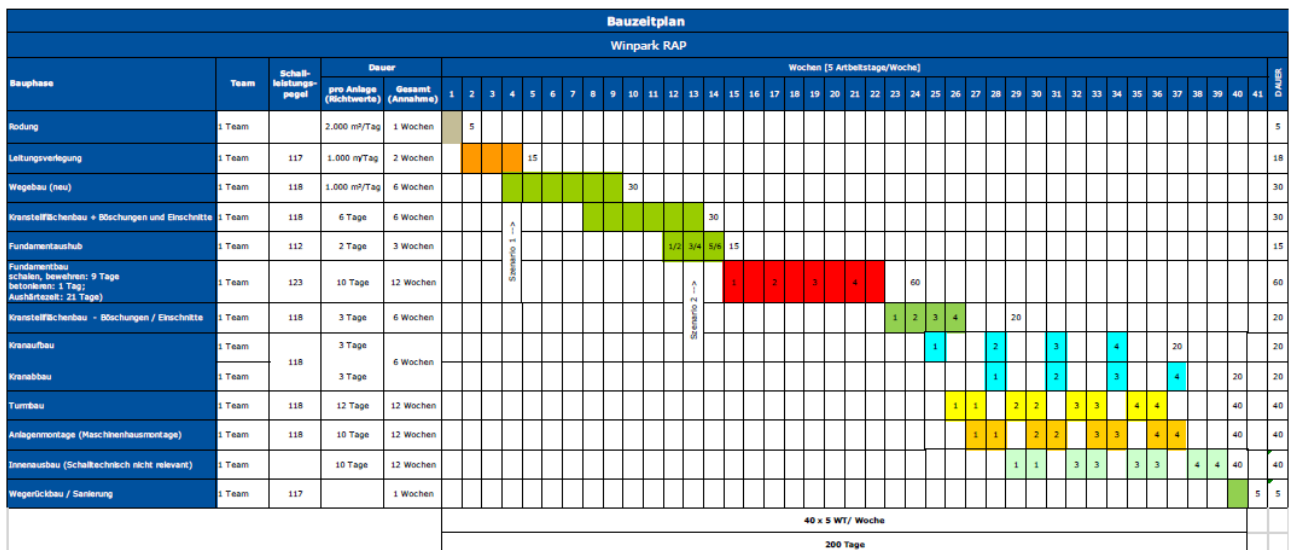 Bauzeitplan
Winpark RAP
Bauphase Team Schall-leistungs-pegel Dauer Wochen [5 Artbeitstage/Woche] DAUER
pro Anlage (Richtwerte) Gesamt (Annahme) 1 2 3 4 5 6 7 8 9 10 11 12 13 14 15 16 17 18 19 20 21 22 23 24 25 26 27 28 29 30 31 32 33 34 35 36 37 38 39 40 41
Rodung 1 Team 2.000 m²/Tag 1 Wochen 5 5
Leitungsverlegung 1 Team 117 1.000 m/Tag 2 Wochen 15 18
Wegebau (neu) 1 Team 118 1.000 m²/Tag 6 Wochen 30 30
Kranstellflächenbau + Böschungen und Einschnitte 1 Team 118 6 Tage 6 Wochen 30 30
Szenario 1 -->
Fundamentaushub 1 Team 112 2 Tage 3 Wochen 1/2 3/4 5/6 15 15
Fundamentbau
schalen, bewehren: 9 Tage
betonieren: 1 Tag;
Aushärtezeit: 21 Tage)
1 Team 123 10 Tage 12 Wochen 1 2 3 4 60 60
Szenario 2 -->
Kranstellflächenbau - Böschungen / Einschnitte 1 Team 118 3 Tage 6 Wochen 1 2 3 4 20 20
Kranaufbau 1 Team 118 3 Tage 6 Wochen 1 2 3 4 20 20
Kranabbau 1 Team 3 Tage 1 2 3 4 20 20
Turmbau 1 Team 118 12 Tage 12 Wochen 1 1 2 2 3 3 4 4 40 40
Anlagenmontage (Maschinenhausmontage) 1 Team 118 10 Tage 12 Wochen 1 1 2 2 3 3 4 4 40 40
Innenausbau (Schalltechnisch nicht relevant) 1 Team 10 Tage 12 Wochen 1 1 3 3 3 3 4 4 40 40
Wegerückbau / Sanierung 1 Team 117 1 Wochen 5 5
40 x 5 WT/ Woche
200 Tage